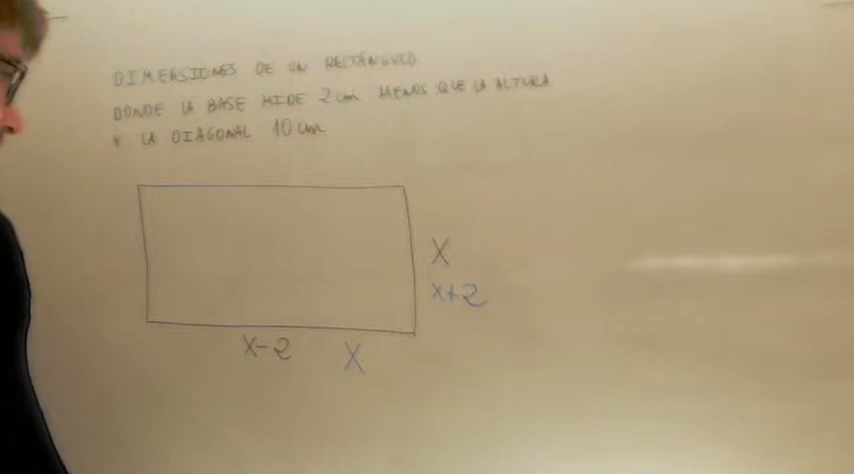 DIMENSIONES DE UN RECTÁNGULO
DONDE LA BASE MIDE 2 cm MENOS QUE LA ALTURA
Y LA DIAGONAL 10 cm
X
X+2
X-2 X